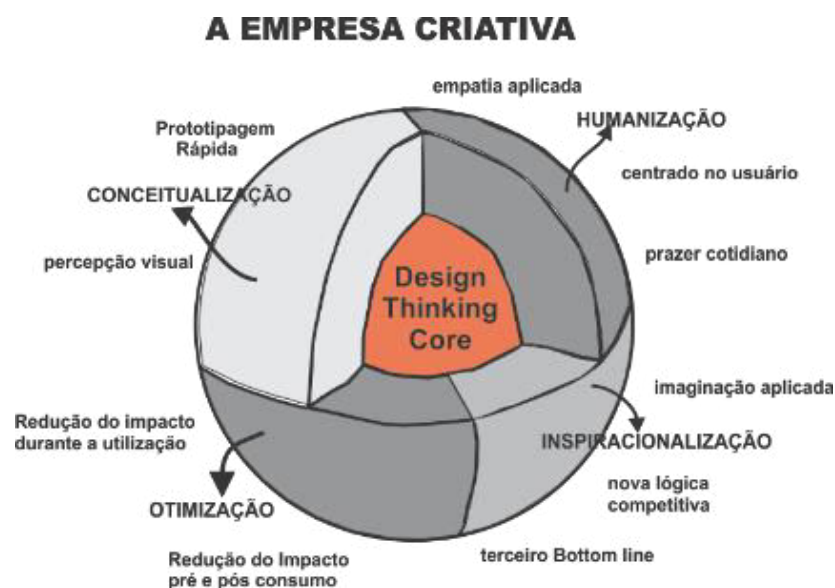 A EMPRESA CRIATIVA
empatia aplicada
HUMANIZAÇÃO
centrado no usuário
prazer cotidiano
Prototipagem
Rápida
CONCEITUALIZAÇÃO
percepção visual
Design
Thinking
Core
imaginação aplicada
INSPIRACIONALIZAÇÃO
nova lógica
competitiva
terceiro Bottom line
Redução do impacto
durante a utilização
OTIMIZAÇÃO
Redução do Impacto
pré e pós consumo